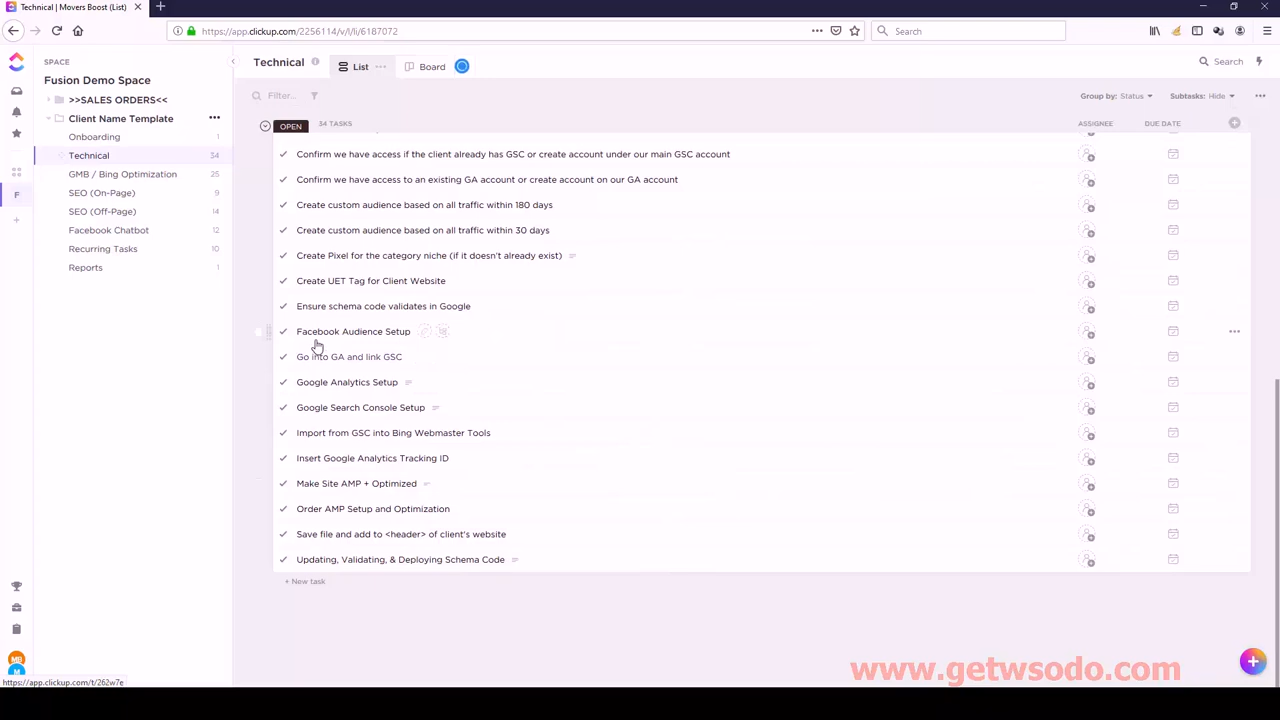 Technical | Movers Boost (List)
https://app.clickup.com/2256114/v/l/li/6187072
Search
SPACE
Fusion Demo Space
>>SALES ORDERS<<
Client Name Template
Onboarding 1
Technical 34
GMB / Bing Optimization 25
SEO (On-Page) 9
SEO (Off-Page) 14
Facebook Chatbot 12
Recurring Tasks 10
Reports 1
F
Technical List Board Search
Filter... Group by: Status Subtasks: Hide
OPEN 34 TASKS ASSIGNEE DUE DATE
Confirm we have access if the client already has GSC or create account under our main GSC account
Confirm we have access to an existing GA account or create account on our GA account
Create custom audience based on all traffic within 180 days
Create custom audience based on all traffic within 30 days
Create Pixel for the category niche (if it doesn't already exist)
Create UET Tag for Client Website
Ensure schema code validates in Google
Facebook Audience Setup
Go into GA and link GSC
Google Analytics Setup
Google Search Console Setup
Import from GSC into Bing Webmaster Tools
Insert Google Analytics Tracking ID
Make Site AMP + Optimized
Order AMP Setup and Optimization
Save file and add to <header> of client's website
Updating, Validating, & Deploying Schema Code
+ New task
MB
M
https://app.clickup.com/t/262w7e
www.getwsodo.com